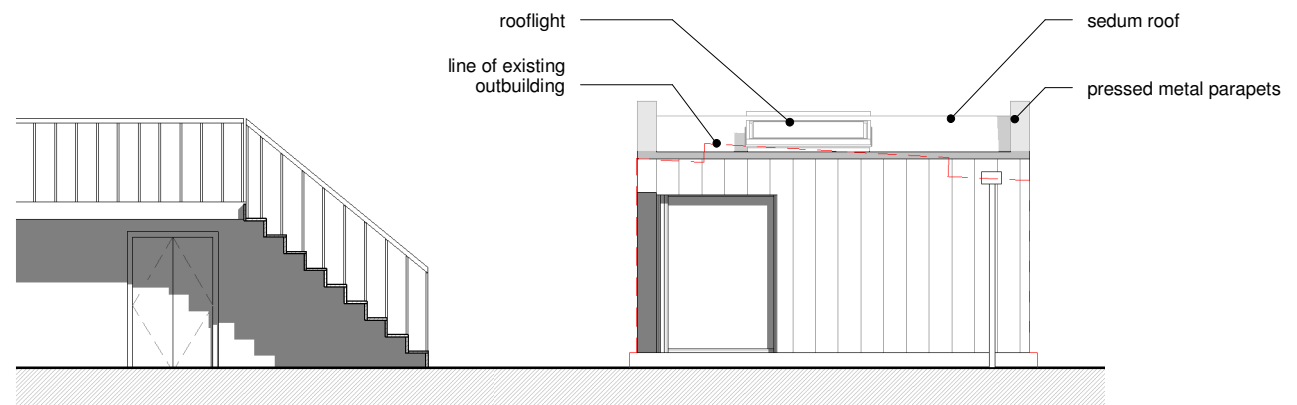 rooflight
sedum roof
line of existing
outbuilding
pressed metal parapets